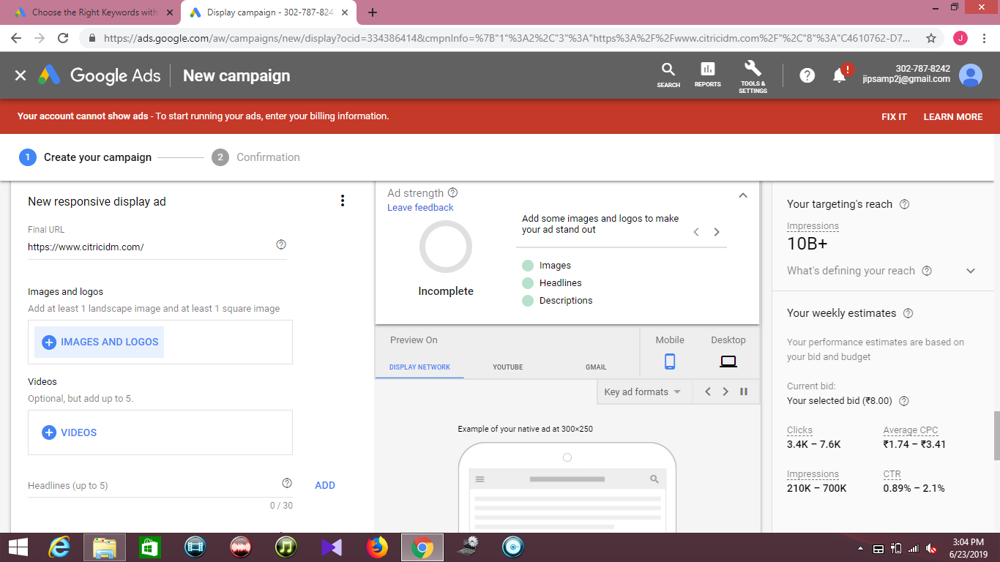 Choose the Right Keywords with
Display campaign - 302-787-824
https://ads.google.com/aw/campaigns/new/display?ocid=334386414&cmpnInfo=%7B"1"%3A2%2C"3"%3A"https%3A%2F%2Fwww.citricidm.com%2F"%2C"8"%3A"C4610762-D7...
J
Google Ads
New campaign
SEARCH
REPORTS
TOOLS &
SETTINGS
302-787-8242
jipsamp2j@gmail.com
Your account cannot show ads - To start running your ads, enter your billing information.
FIX IT
LEARN MORE
1 Create your campaign
2 Confirmation
New responsive display ad
Final URL
https://www.citricidm.com/
Images and logos
Add at least 1 landscape image and at least 1 square image
IMAGES AND LOGOS
Videos
Optional, but add up to 5.
VIDEOS
Headlines (up to 5)
ADD
0 / 30
Ad strength
Leave feedback
Incomplete
Add some images and logos to make
your ad stand out
Images
Headlines
Descriptions
Preview On
DISPLAY NETWORK
YOUTUBE
GMAIL
Mobile
Desktop
Key ad formats
Example of your native ad at 300×250
Your targeting's reach
Impressions
10B+
What's defining your reach
Your weekly estimates
Your performance estimates are based on
your bid and budget
Current bid:
Your selected bid (₹8.00)
Clicks
3.4K – 7.6K
Average CPC
₹1.74 – ₹3.41
Impressions
210K – 700K
CTR
0.89% – 2.1%
3:04 PM
6/23/2019